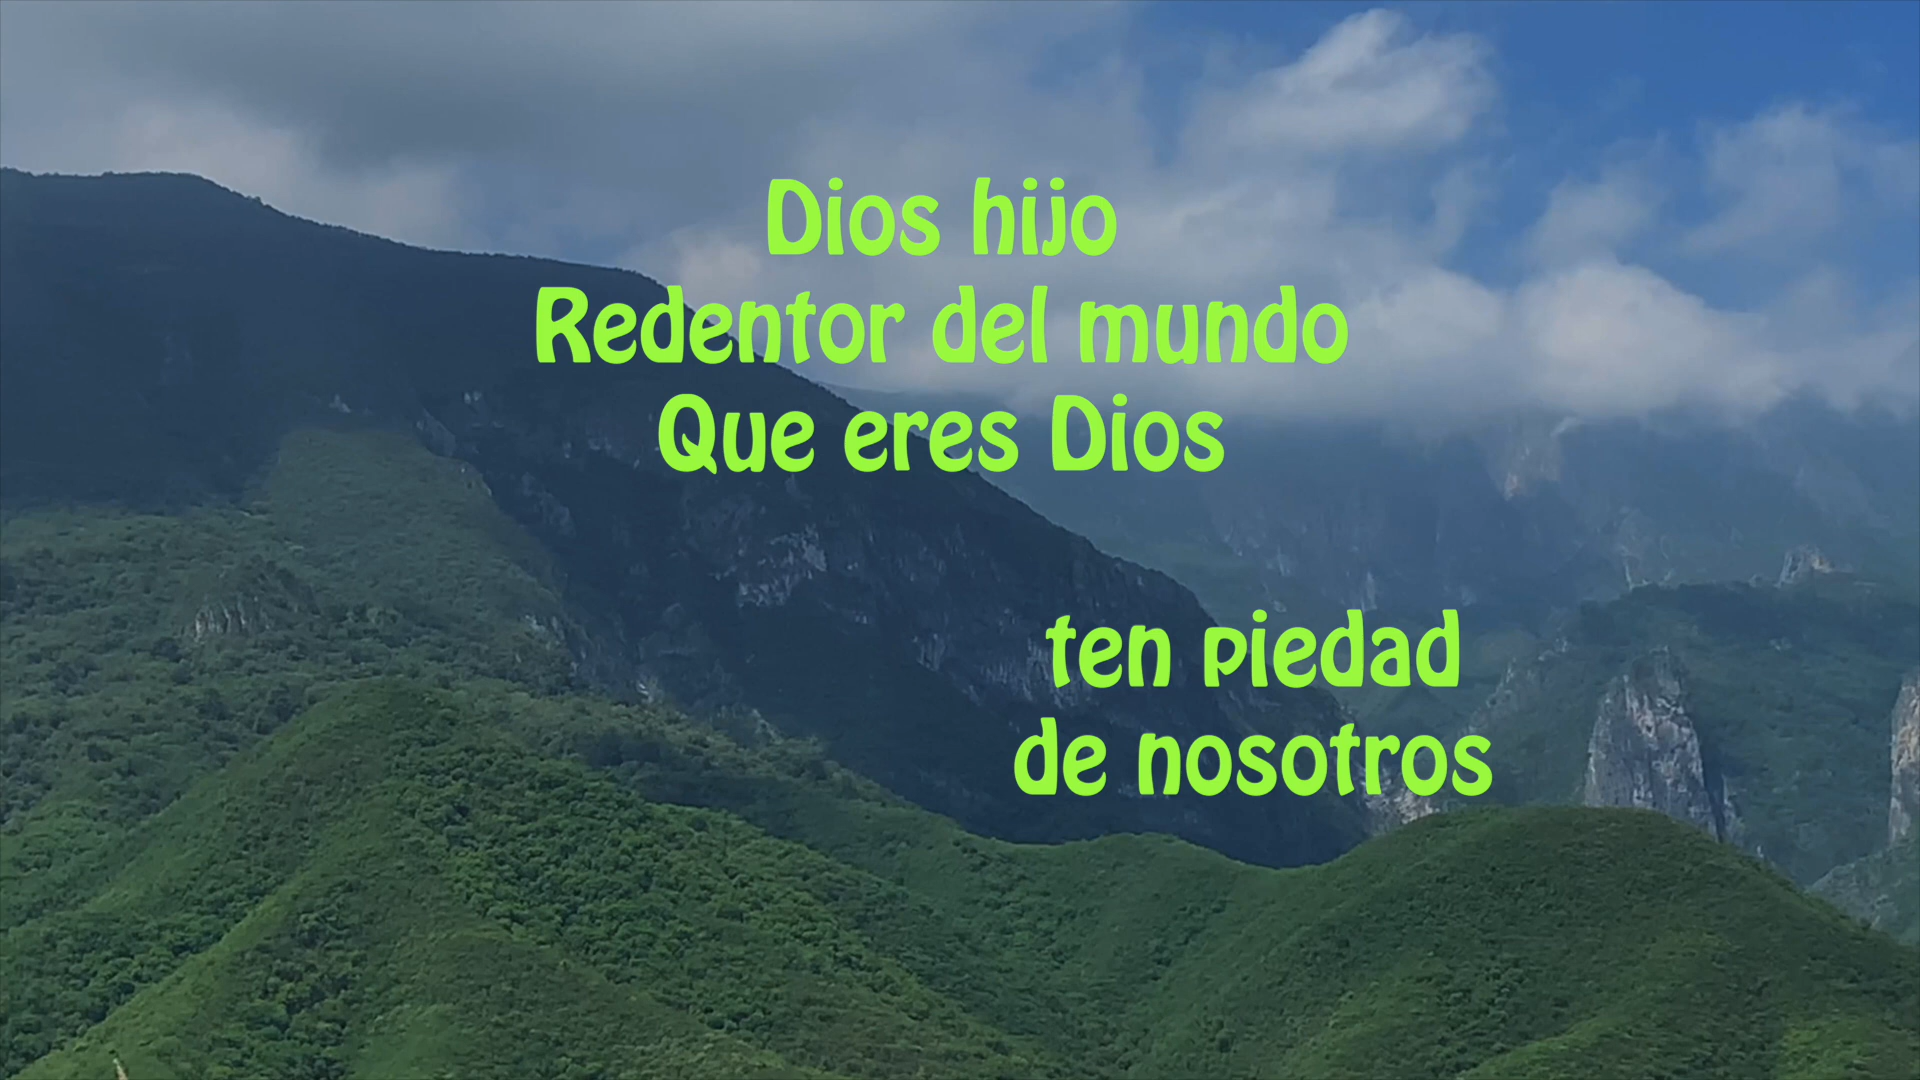 Dios hijo
Redentor del mundo
Que eres Dios
ten piedad
de nosotros